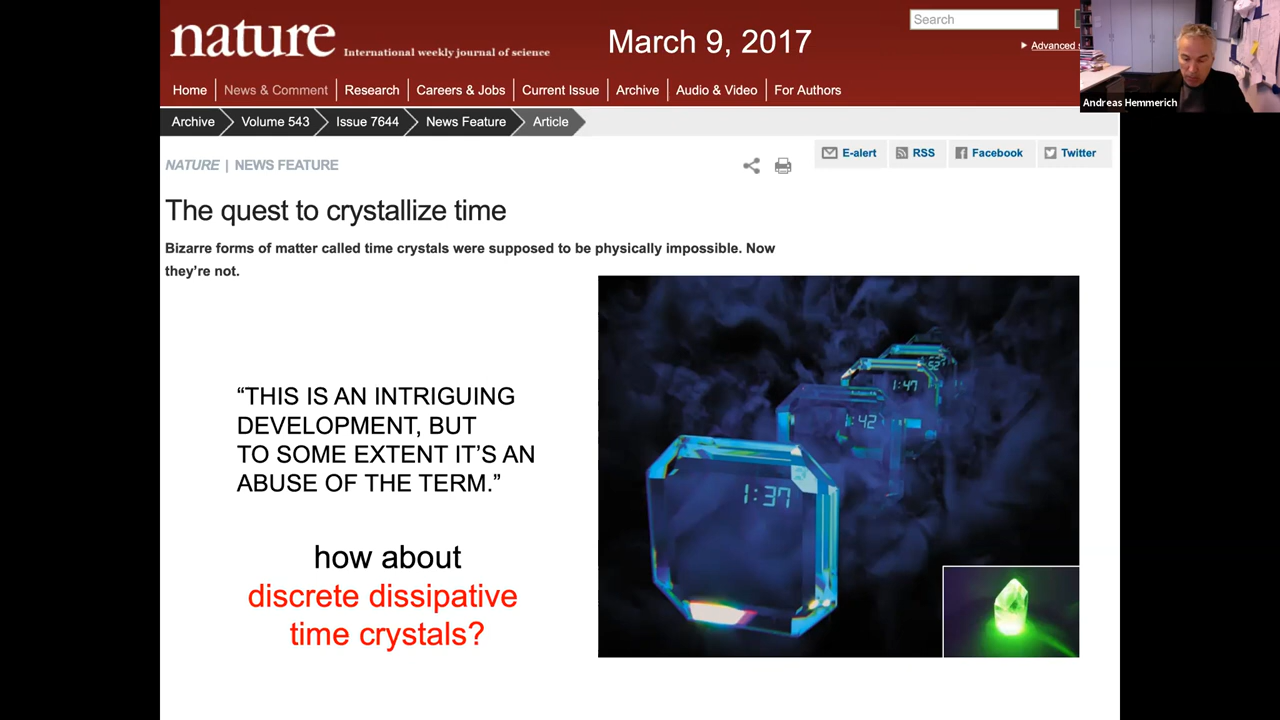 nature International weekly journal of science
March 9, 2017
Search
Advanced
Andreas Hemmerich
Home News & Comment Research Careers & Jobs Current Issue Archive Audio & Video For Authors
Archive Volume 543 Issue 7644 News Feature Article
E-alert RSS Facebook Twitter
NATURE | NEWS FEATURE
The quest to crystallize time
Bizarre forms of matter called time crystals were supposed to be physically impossible. Now
they’re not.
“THIS IS AN INTRIGUING
DEVELOPMENT, BUT
TO SOME EXTENT IT’S AN
ABUSE OF THE TERM.”
how about
discrete dissipative
time crystals?
1:47
1:42
1:37